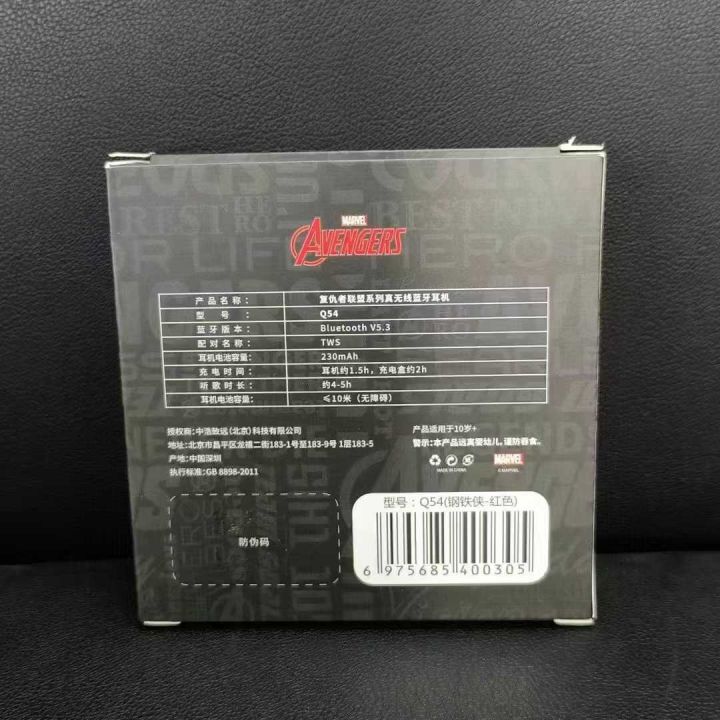 MARVEL
AVENGERS
产品名称： 复仇者联盟系列真无线蓝牙耳机
型 号： Q54
蓝牙版本： Bluetooth V5.3
配对名称： TWS
耳机电池容量： 230mAh
充电时间： 耳机约1.5h，充电盒约2h
听歌时长： 约4-5h
耳机电池容量： ≤10米（无障碍）
授权商：中浩致远(北京)科技有限公司
地址：北京市昌平区龙禧二街183-1号至183-9号 1层183-5
产地：中国深圳
执行标准：GB 8898-2011
产品适用于10岁+
警示：本产品远离婴幼儿，谨防吞食。
MADE IN CHINA
MARVEL
© MARVEL
防伪码
型号：Q54(钢铁侠-红色)
6 975685 400305